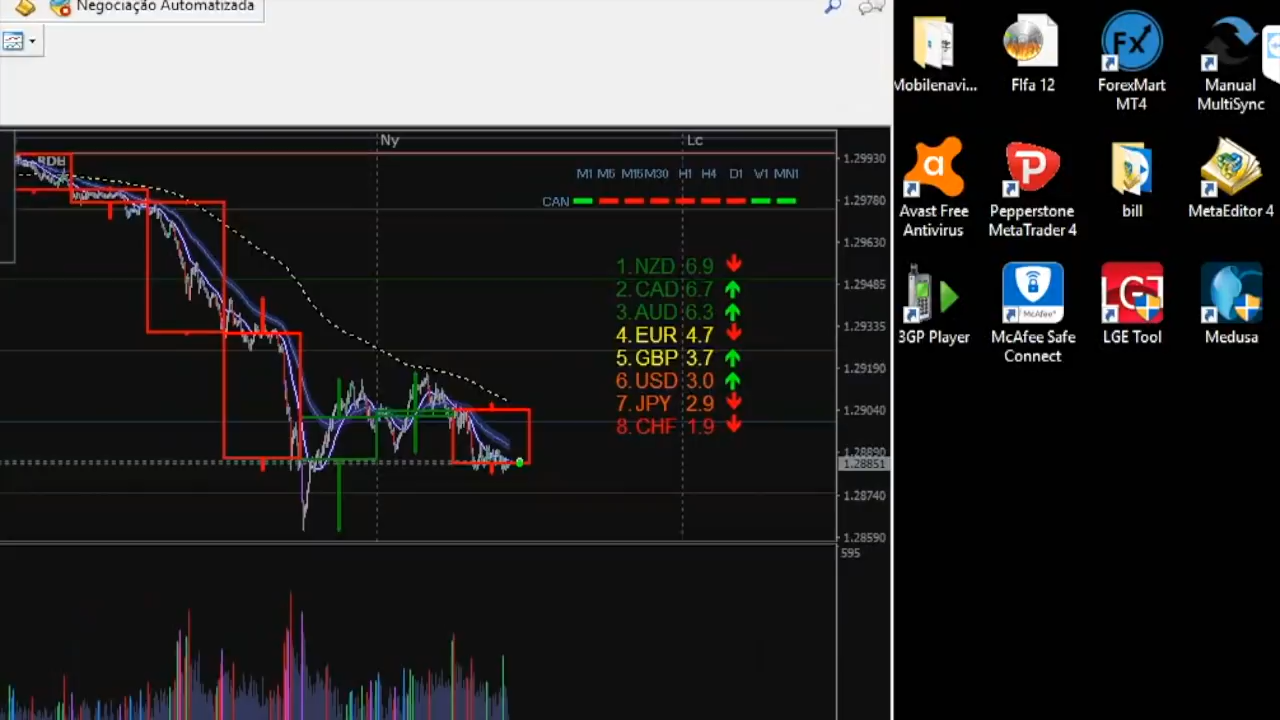 Negociação Automatizada
Ny
Lc
M1 M5 M15 M30 H1 H4 D1 W1 MN1
CAN
1. NZD 6.9
2. CAD 6.7
3. AUD 6.3
4. EUR 4.7
5. GBP 3.7
6. USD 3.0
7. JPY 2.9
8. CHF 1.9
1.29930
1.29780
1.29630
1.29485
1.29335
1.29190
1.29040
1.28890
1.28851
1.28740
1.28590
595
Mobilenavi...
FIfa 12
ForexMart
MT4
Manual
MultiSync
Avast Free
Antivirus
Pepperstone
MetaTrader 4
bill
MetaEditor 4
3GP Player
McAfee Safe
Connect
LGE Tool
Medusa